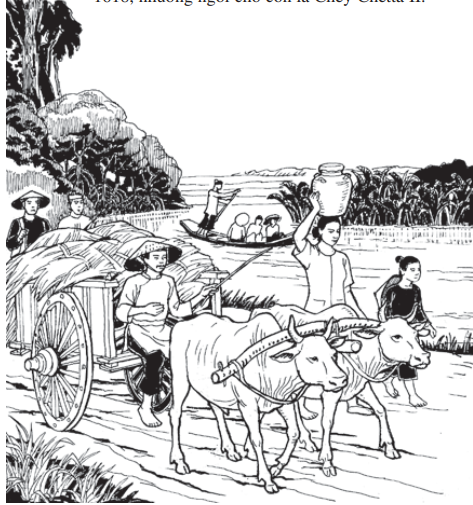 1618, nhường ngôi cho con là Chey Chetta II.